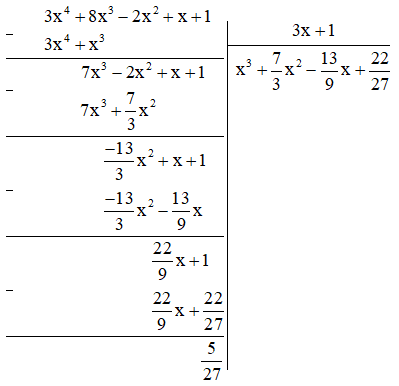 3x⁴ + 8x³ − 2x² + x + 1
3x + 1
− 3x⁴ + x³
x³ + 7/3 x² − 13/9 x + 22/27
7x³ − 2x² + x + 1
− 7x³ + 7/3 x²
−13/3 x² + x + 1
− −13/3 x² − 13/9 x
22/9 x + 1
− 22/9 x + 22/27
5/27